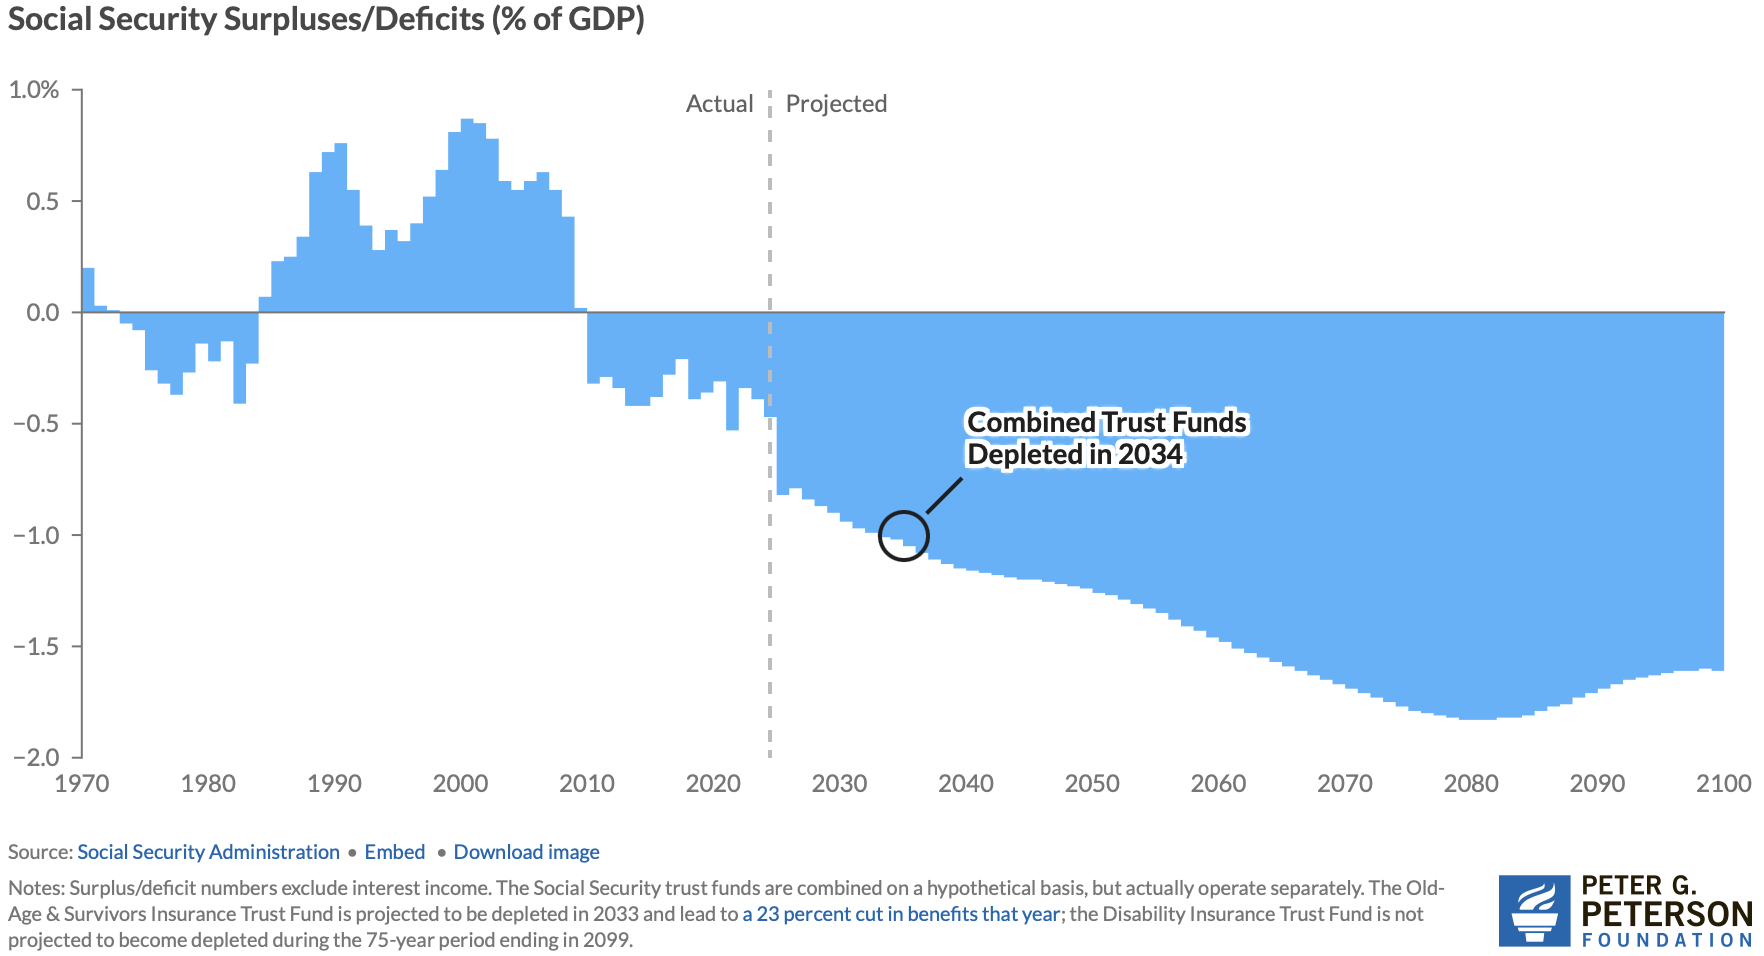 Social Security Surpluses/Deficits (% of GDP)
1.0%
Actual
Projected
0.5
0.0
−0.5
Combined Trust Funds
Depleted in 2034
−1.0
−1.5
−2.0
1970 1980 1990 2000 2010 2020 2030 2040 2050 2060 2070 2080 2090 2100
Source: Social Security Administration • Embed • Download image
Notes: Surplus/deficit numbers exclude interest income. The Social Security trust funds are combined on a hypothetical basis, but actually operate separately. The Old-
Age & Survivors Insurance Trust Fund is projected to be depleted in 2033 and lead to a 23 percent cut in benefits that year; the Disability Insurance Trust Fund is not
projected to become depleted during the 75-year period ending in 2099.
PETER G.
PETERSON
FOUNDATION